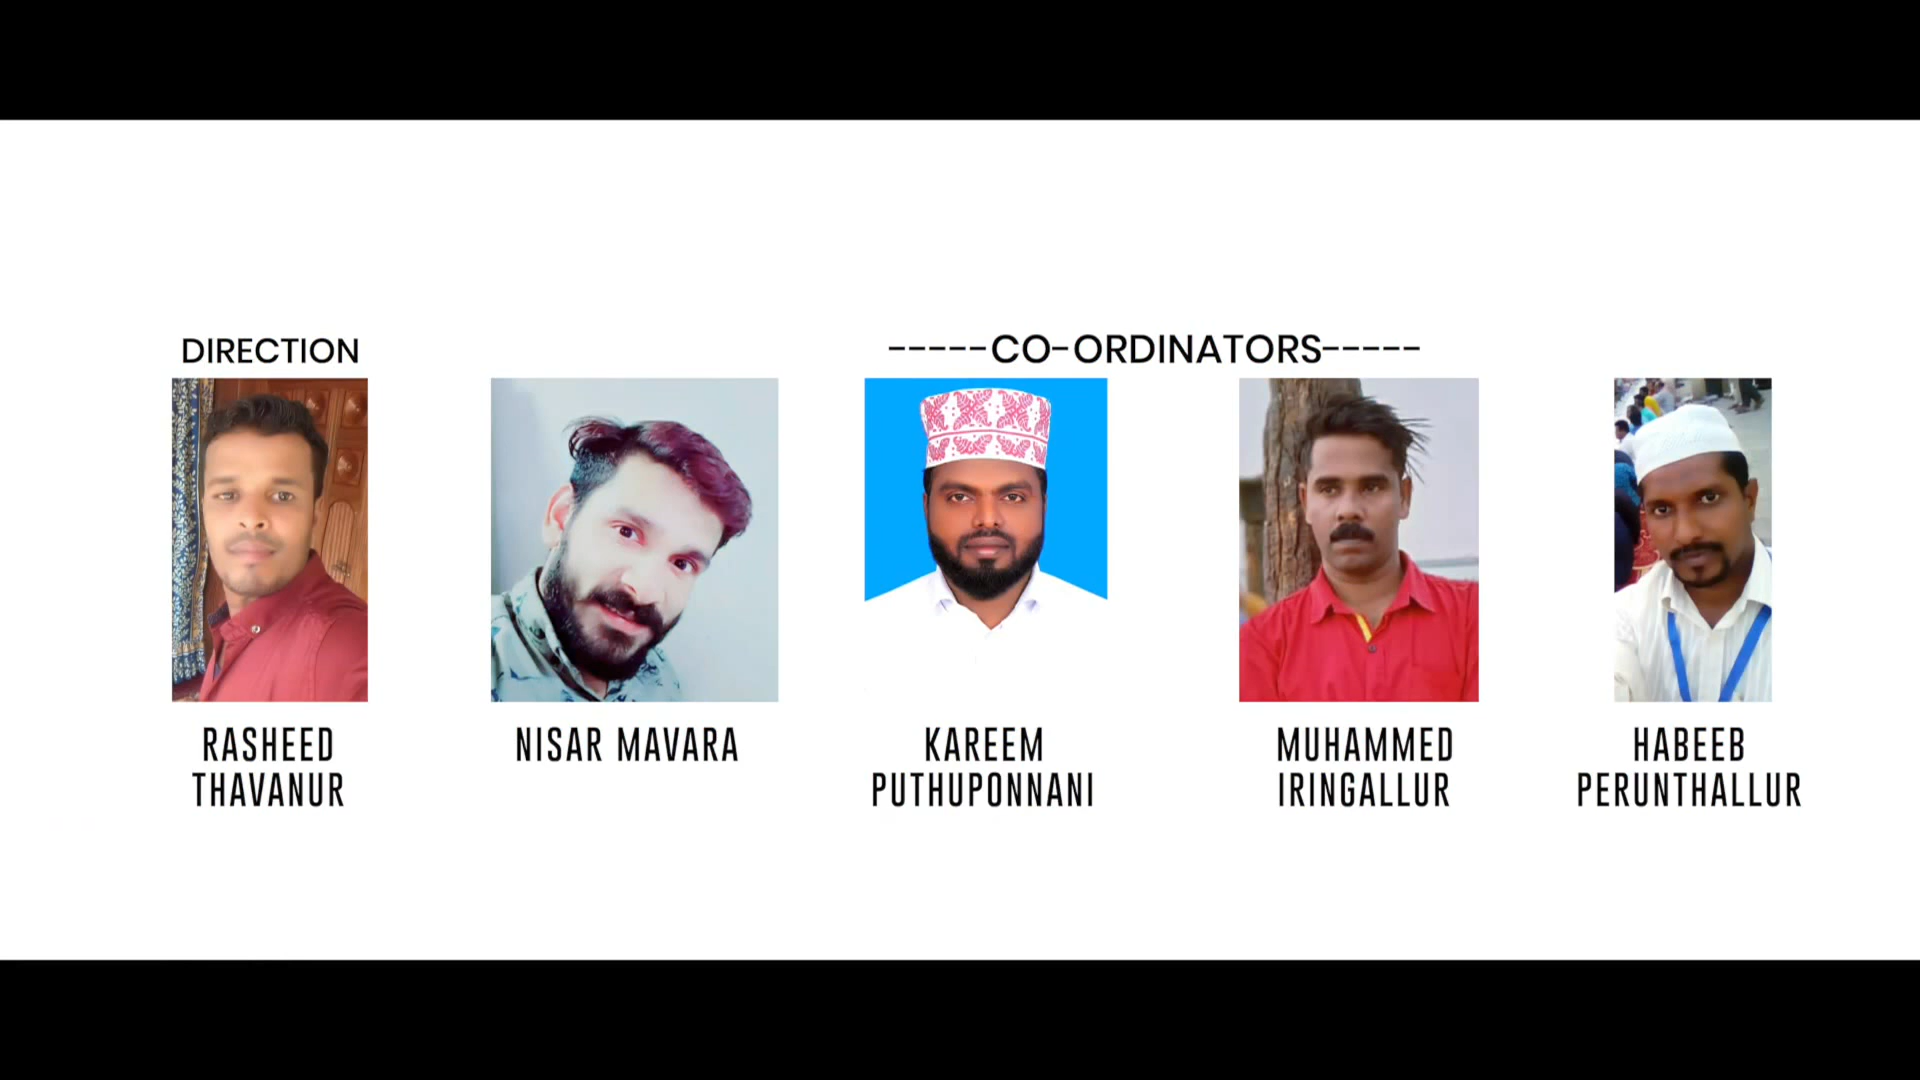 DIRECTION
-----CO-ORDINATORS-----
RASHEED
THAVANUR
NISAR MAVARA
KAREEM
PUTHUPONNANI
MUHAMMED
IRINGALLUR
HABEEB
PERUNTHALLUR